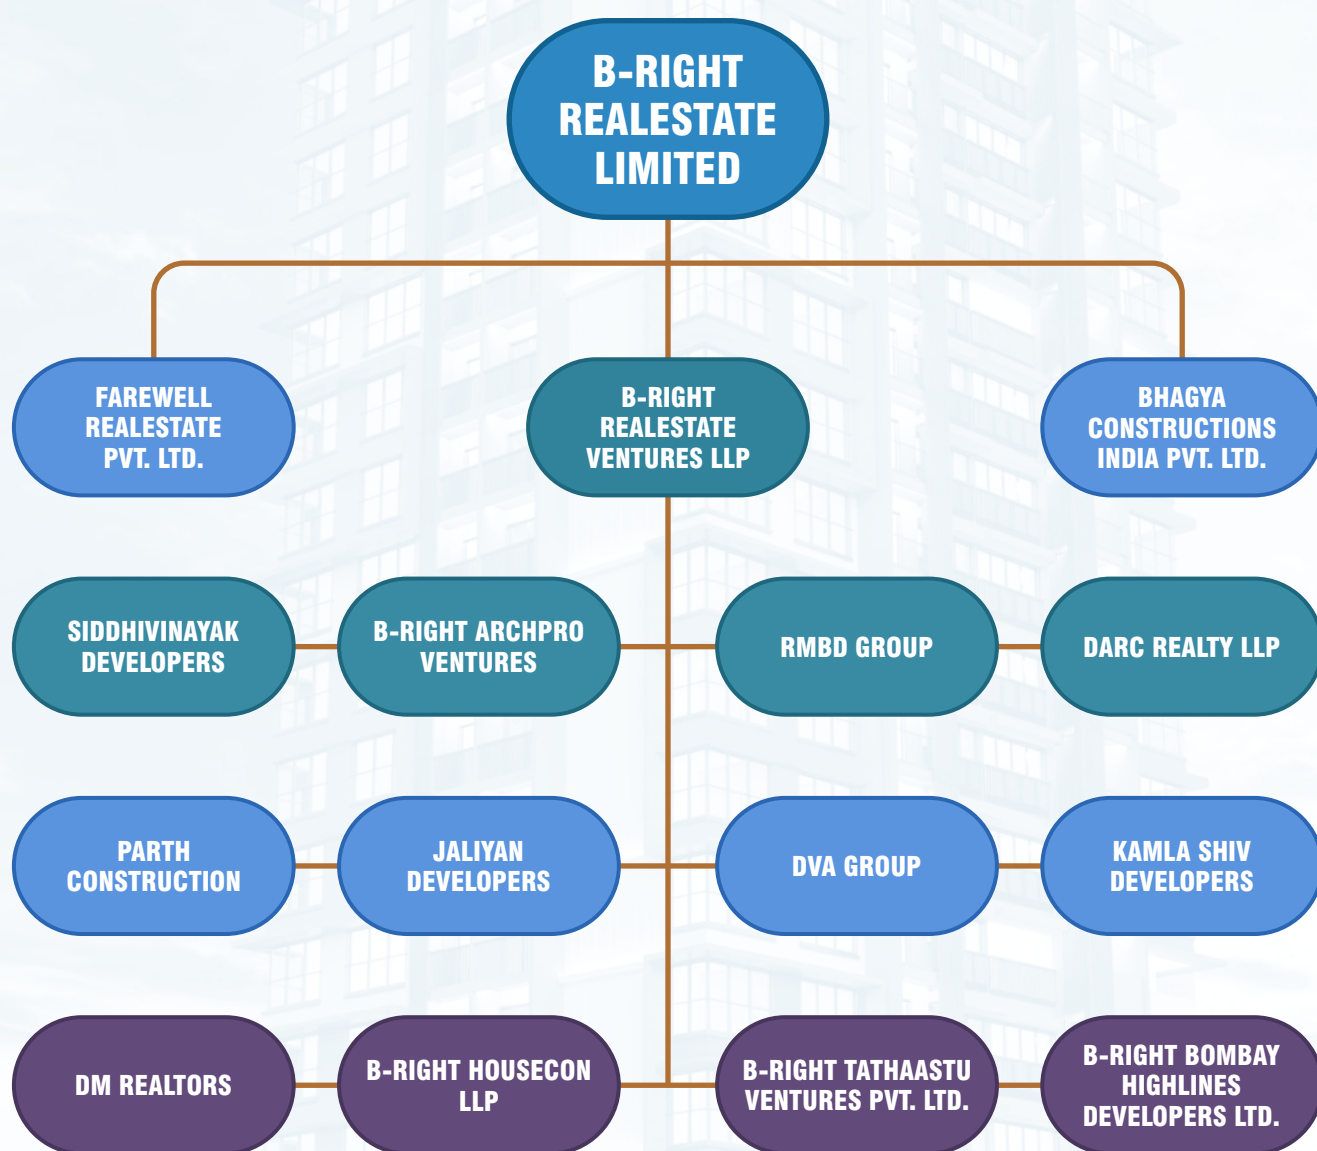 B-RIGHT
REALESTATE
LIMITED
FAREWELL
REALESTATE
PVT. LTD.
B-RIGHT
REALESTATE
VENTURES LLP
BHAGYA
CONSTRUCTIONS
INDIA PVT. LTD.
SIDDHIVINAYAK
DEVELOPERS
B-RIGHT ARCHPRO
VENTURES
RMBD GROUP
DARC REALTY LLP
PARTH
CONSTRUCTION
JALIYAN
DEVELOPERS
DVA GROUP
KAMLA SHIV
DEVELOPERS
DM REALTORS
B-RIGHT HOUSECON
LLP
B-RIGHT TATHAASTU
VENTURES PVT. LTD.
B-RIGHT BOMBAY
HIGHLINES
DEVELOPERS LTD.